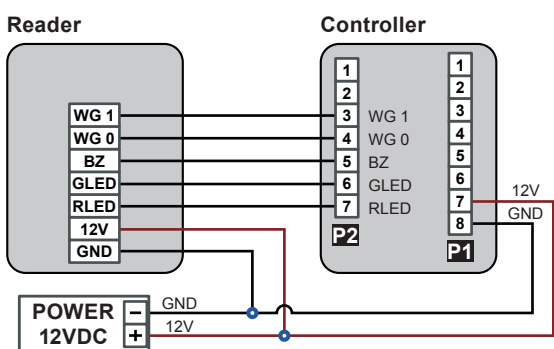 Reader
Controller
WG 1
WG 0
BZ
GLED
RLED
12V
GND
1
2
3 WG 1
4 WG 0
5 BZ
6 GLED
7 RLED
P2
1
2
3
4
5
6
7
8
P1
12V
GND
POWER
12VDC
−
+
GND
12V